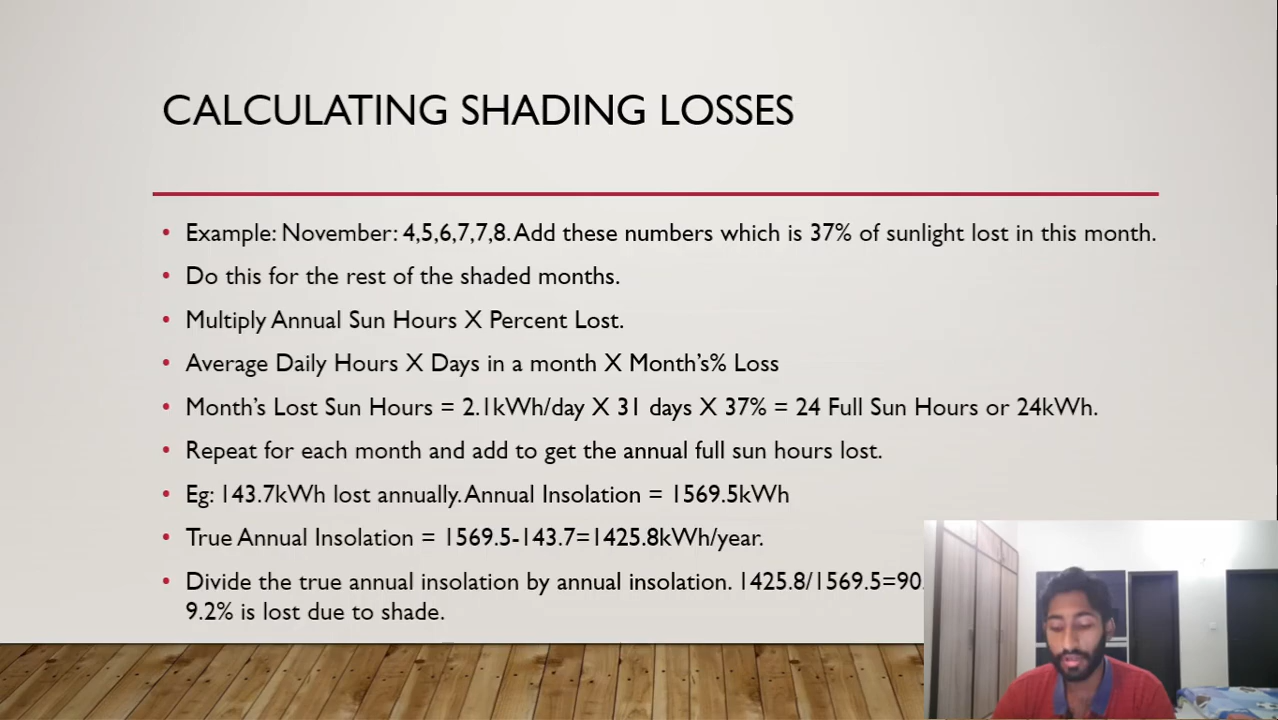 CALCULATING SHADING LOSSES
• Example: November: 4,5,6,7,7,8. Add these numbers which is 37% of sunlight lost in this month.
• Do this for the rest of the shaded months.
• Multiply Annual Sun Hours X Percent Lost.
• Average Daily Hours X Days in a month X Month's% Loss
• Month's Lost Sun Hours = 2.1kWh/day X 31 days X 37% = 24 Full Sun Hours or 24kWh.
• Repeat for each month and add to get the annual full sun hours lost.
• Eg: 143.7kWh lost annually. Annual Insolation = 1569.5kWh
• True Annual Insolation = 1569.5-143.7=1425.8kWh/year.
• Divide the true annual insolation by annual insolation. 1425.8/1569.5=90.
9.2% is lost due to shade.